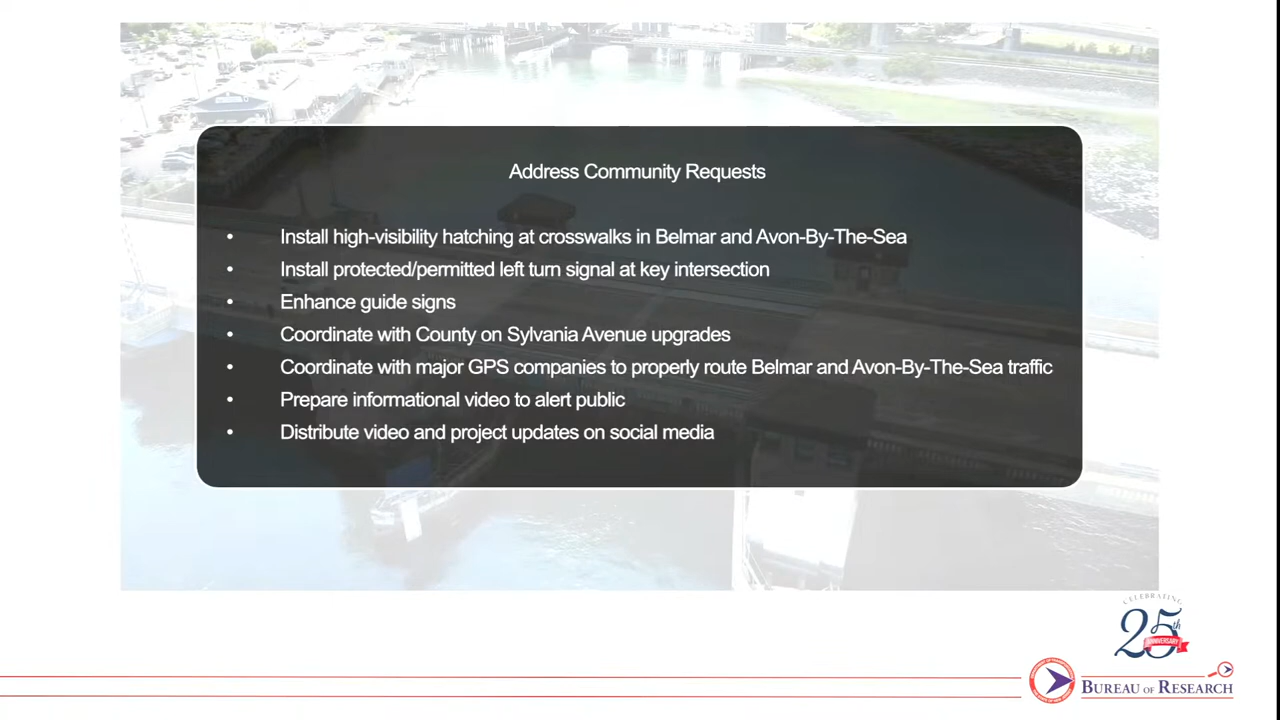 Address Community Requests
• Install high-visibility hatching at crosswalks in Belmar and Avon-By-The-Sea
• Install protected/permitted left turn signal at key intersection
• Enhance guide signs
• Coordinate with County on Sylvania Avenue upgrades
• Coordinate with major GPS companies to properly route Belmar and Avon-By-The-Sea traffic
• Prepare informational video to alert public
• Distribute video and project updates on social media
CELEBRATING
25th
ANNIVERSARY
BUREAU OF RESEARCH